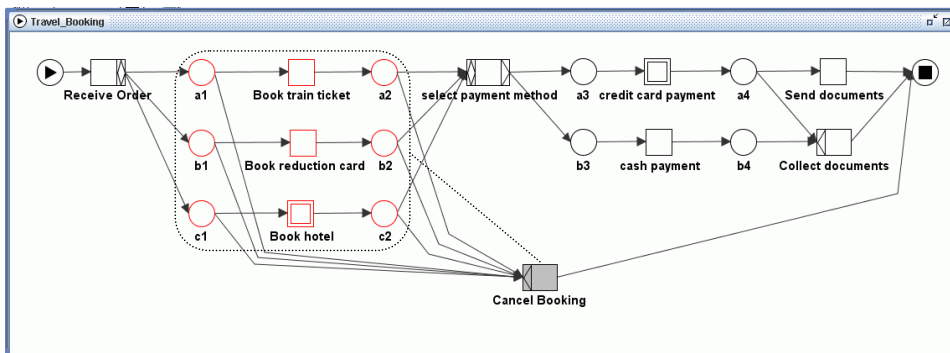 Travel_Booking
Receive Order
a1
Book train ticket
a2
select payment method
a3
credit card payment
a4
Send documents
b1
Book reduction card
b2
b3
cash payment
b4
Collect documents
c1
Book hotel
c2
Cancel Booking